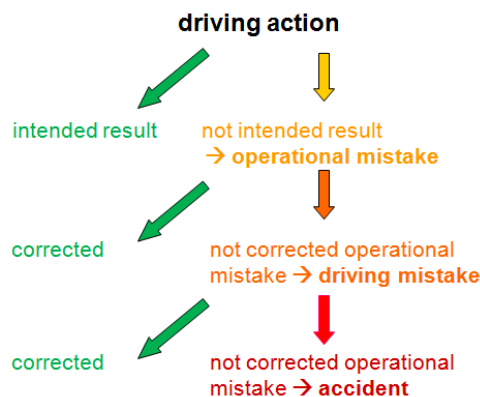 driving action
intended result
not intended result
→ operational mistake
corrected
not corrected operational
mistake → driving mistake
corrected
not corrected operational
mistake → accident